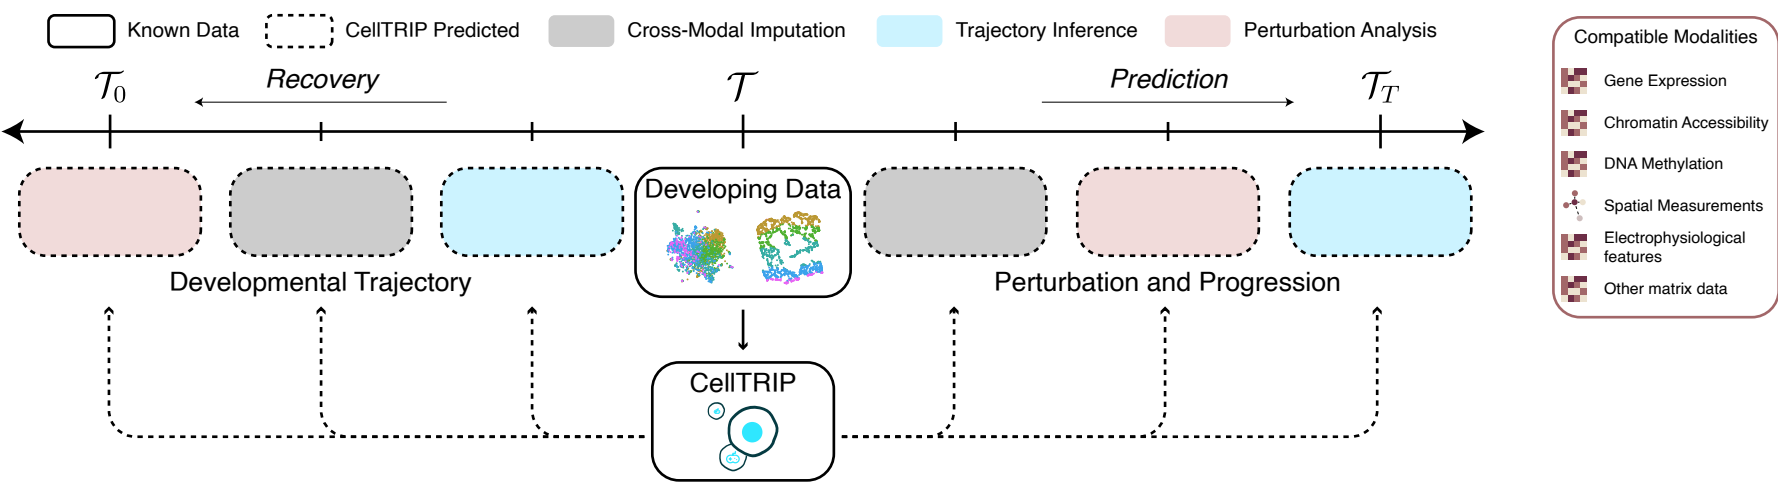 Known Data
CellTRIP Predicted
Cross-Modal Imputation
Trajectory Inference
Perturbation Analysis
𝒯₀
Recovery
𝒯
Prediction
𝒯_T
Developing Data
Developmental Trajectory
Perturbation and Progression
CellTRIP
Compatible Modalities
Gene Expression
Chromatin Accessibility
DNA Methylation
Spatial Measurements
Electrophysiological
features
Other matrix data